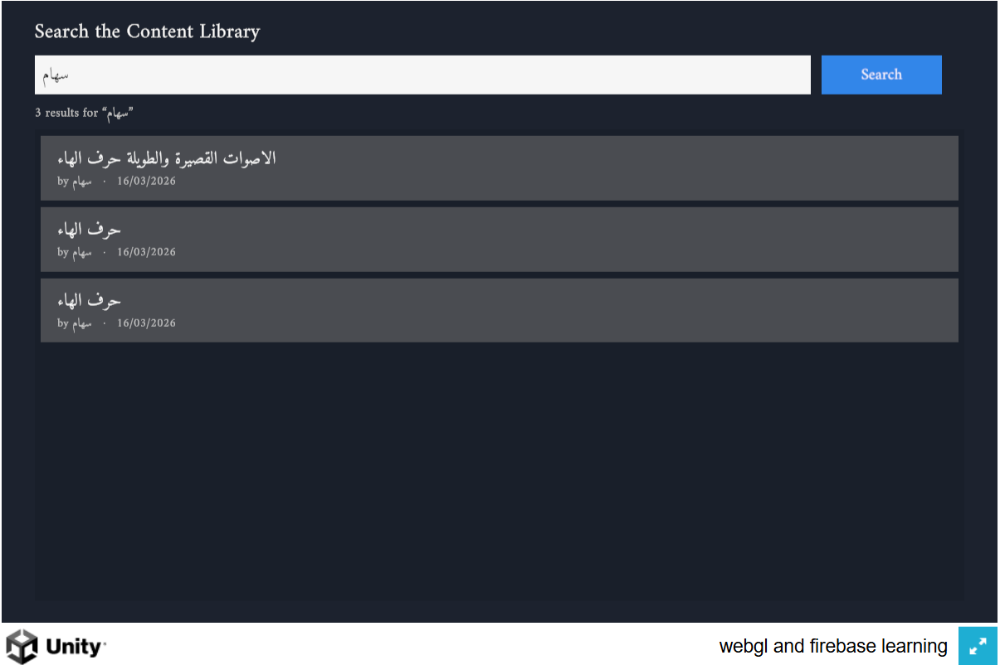 Search the Content Library
سهام
Search
3 results for “سهام”
الاصوات القصيرة والطويلة حرف الهاء
by سهام · 16/03/2026
حرف الهاء
by سهام · 16/03/2026
حرف الهاء
by سهام · 16/03/2026
Unity
webgl and firebase learning